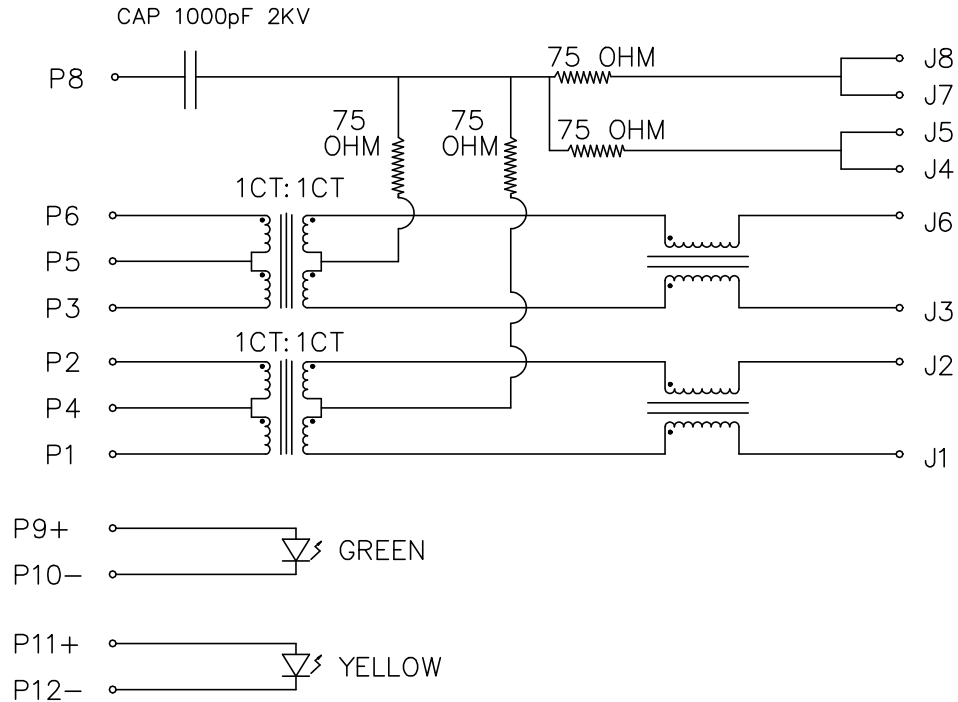 CAP 1000pF 2KV
P8
75 OHM
J8
J7
75
OHM
75
OHM
75 OHM
J5
J4
1CT:1CT
P6
J6
P5
P3
J3
1CT:1CT
P2
J2
P4
P1
J1
P9+
GREEN
P10-
P11+
YELLOW
P12-